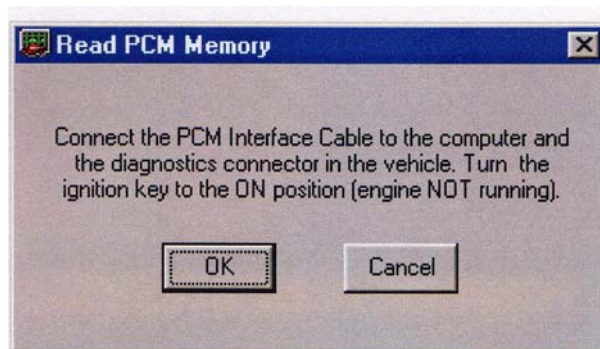 Read PCM Memory
Connect the PCM Interface Cable to the computer and
the diagnostics connector in the vehicle. Turn the
ignition key to the ON position (engine NOT running).
OK
Cancel